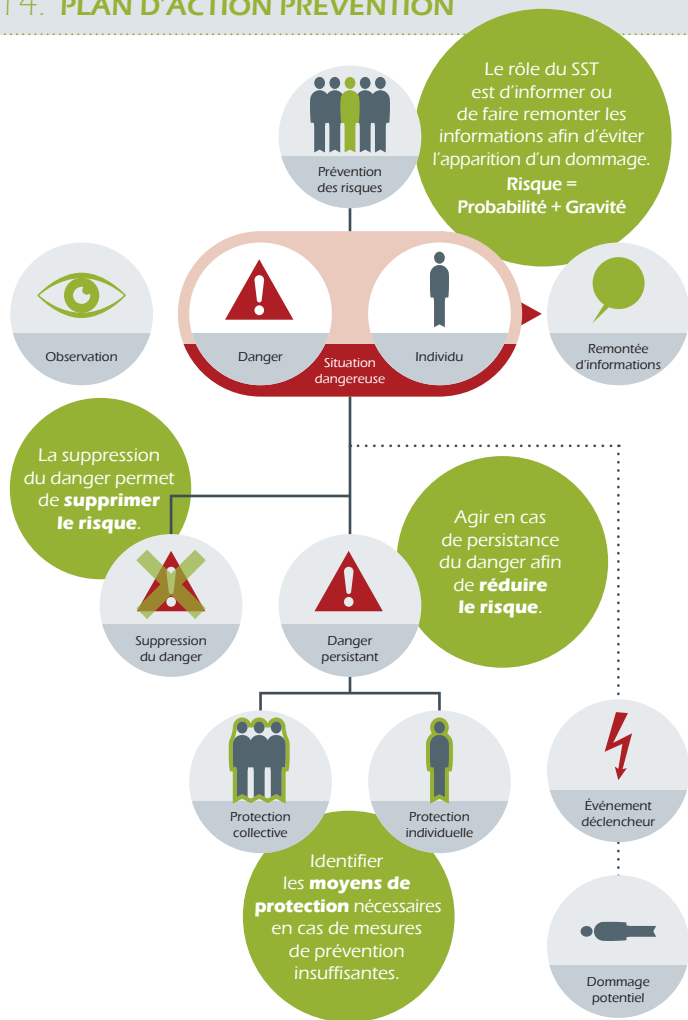 14. PLAN D'ACTION PRÉVENTION
Le rôle du SST
est d'informer ou
de faire remonter les
informations afin d'éviter
l'apparition d'un dommage.
Risque =
Probabilité + Gravité
Prévention
des risques
Observation
Danger
Situation
dangereuse
Individu
Remontée
d'informations
La suppression
du danger permet
de supprimer
le risque.
Agir en cas
de persistance
du danger afin
de réduire
le risque.
Suppression
du danger
Danger
persistant
Protection
collective
Protection
individuelle
Événement
déclencheur
Identifier
les moyens de
protection nécessaires
en cas de mesures
de prévention
insuffisantes.
Dommage
potentiel